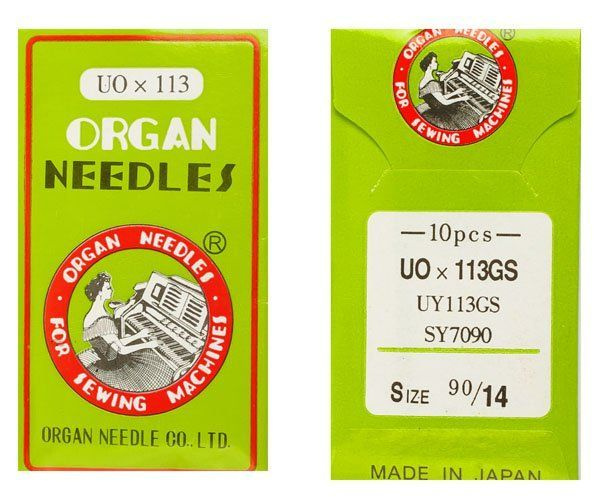 UO × 113
ORGAN
NEEDLES
®
· ORGAN NEEDLES ·
FOR SEWING MACHINES
ORGAN NEEDLE CO., LTD.
· ORGAN NEEDLES ·
FOR SEWING MACHINES
—10pcs—
UO × 113GS
UY113GS
SY7090
SIZE 90/14
MADE IN JAPAN